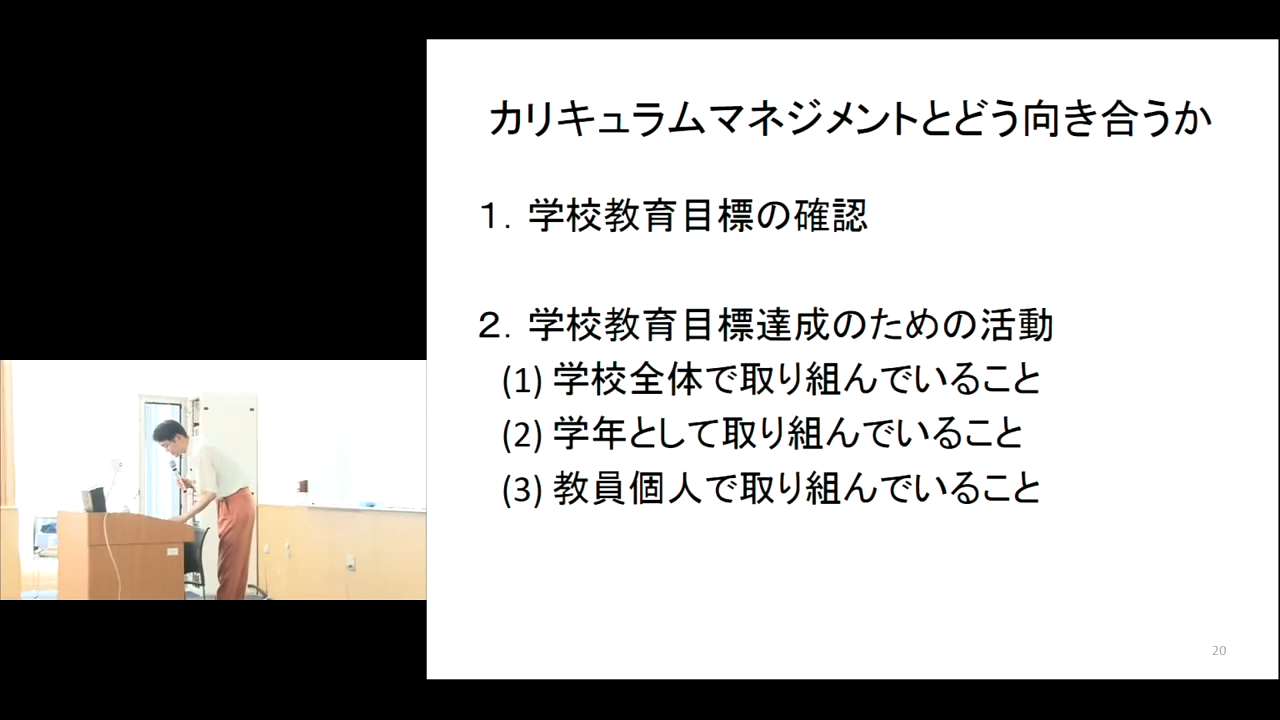 カリキュラムマネジメントとどう向き合うか
１．学校教育目標の確認
２．学校教育目標達成のための活動
(1) 学校全体で取り組んでいること
(2) 学年として取り組んでいること
(3) 教員個人で取り組んでいること
20